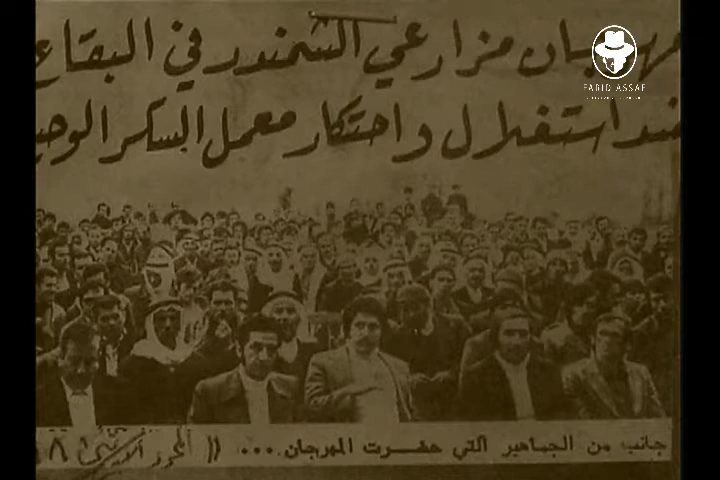 FARID ASSAF
مهرجان مزارعي الشمندر في البقاع
ضد استغلال واحتكار معمل السكر الوحيد
جانب من الجماهير التي حضرت المهرجان...